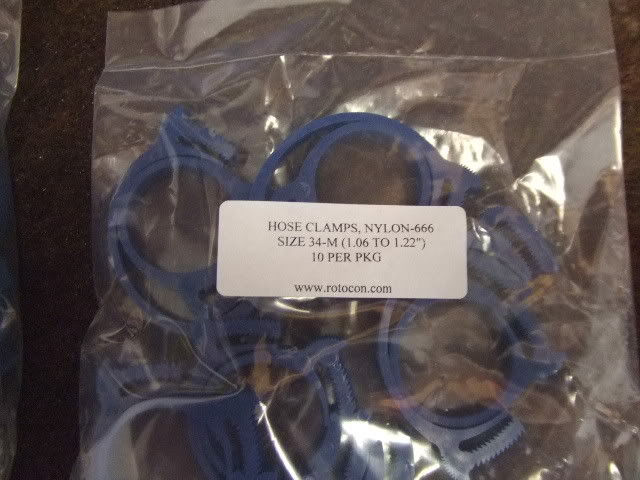 HOSE CLAMPS, NYLON-666
SIZE 34-M (1.06 TO 1.22")
10 PER PKG
www.rotocon.com